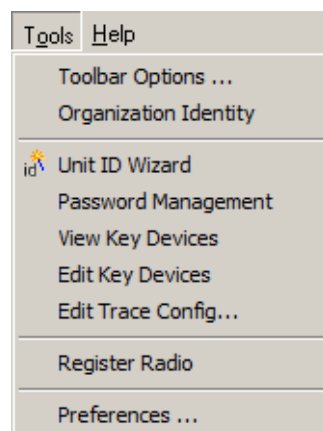 Tools Help
Toolbar Options ...
Organization Identity
id Unit ID Wizard
Password Management
View Key Devices
Edit Key Devices
Edit Trace Config...
Register Radio
Preferences ...